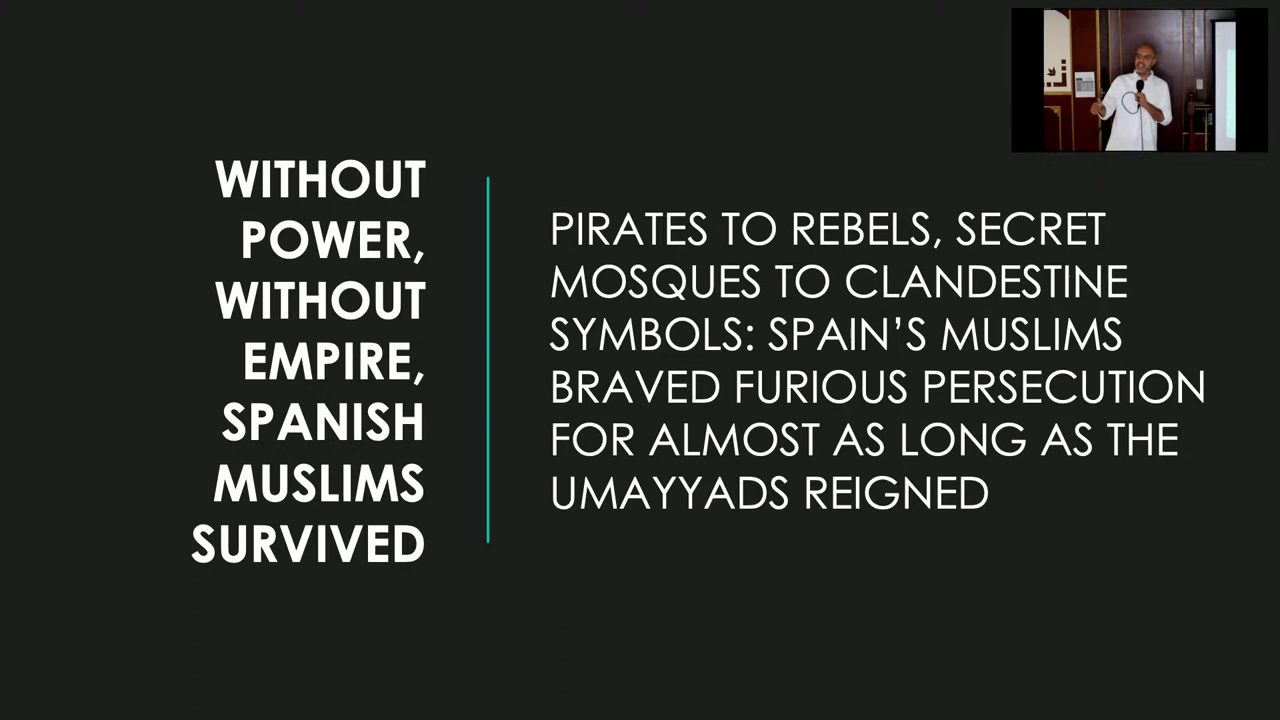 WITHOUT
POWER,
WITHOUT
EMPIRE,
SPANISH
MUSLIMS
SURVIVED
PIRATES TO REBELS, SECRET
MOSQUES TO CLANDESTINE
SYMBOLS: SPAIN’S MUSLIMS
BRAVED FURIOUS PERSECUTION
FOR ALMOST AS LONG AS THE
UMAYYADS REIGNED